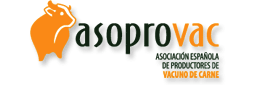 asoprovac
ASOCIACIÓN ESPAÑOLA
DE PRODUCTORES DE
VACUNO DE CARNE